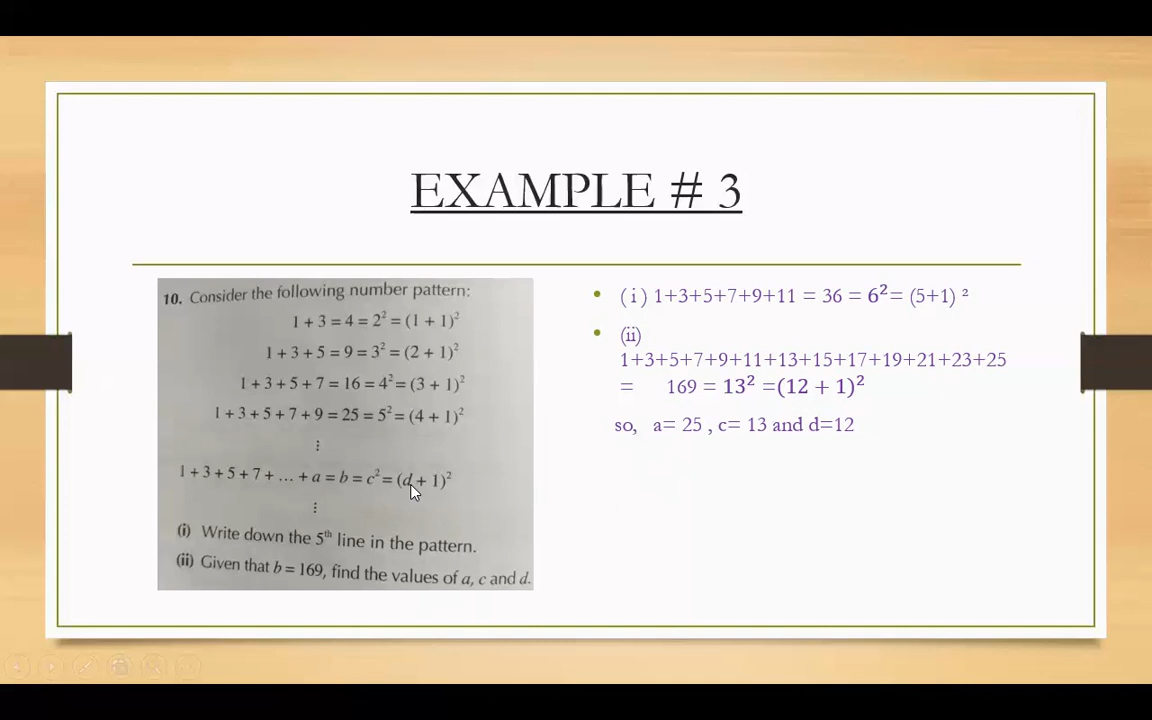 EXAMPLE # 3
10. Consider the following number pattern:
1 + 3 = 4 = 2² = (1 + 1)²
1 + 3 + 5 = 9 = 3² = (2 + 1)²
1 + 3 + 5 + 7 = 16 = 4² = (3 + 1)²
1 + 3 + 5 + 7 + 9 = 25 = 5² = (4 + 1)²
⋮
1 + 3 + 5 + 7 + … + a = b = c² = (d + 1)²
⋮
(i) Write down the 5th line in the pattern.
(ii) Given that b = 169, find the values of a, c and d.
• ( i ) 1+3+5+7+9+11 = 36 = 6²= (5+1) ²
• (ii)
1+3+5+7+9+11+13+15+17+19+21+23+25
= 169 = 13² =(12 + 1)²
so, a= 25 , c= 13 and d=12